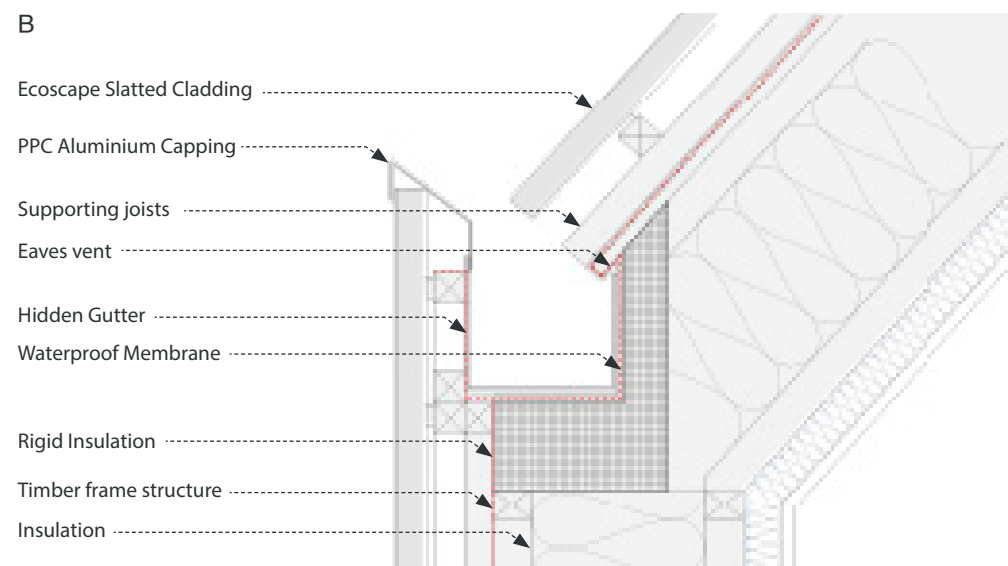 B
Ecoscape Slatted Cladding
PPC Aluminium Capping
Supporting joists
Eaves vent
Hidden Gutter
Waterproof Membrane
Rigid Insulation
Timber frame structure
Insulation